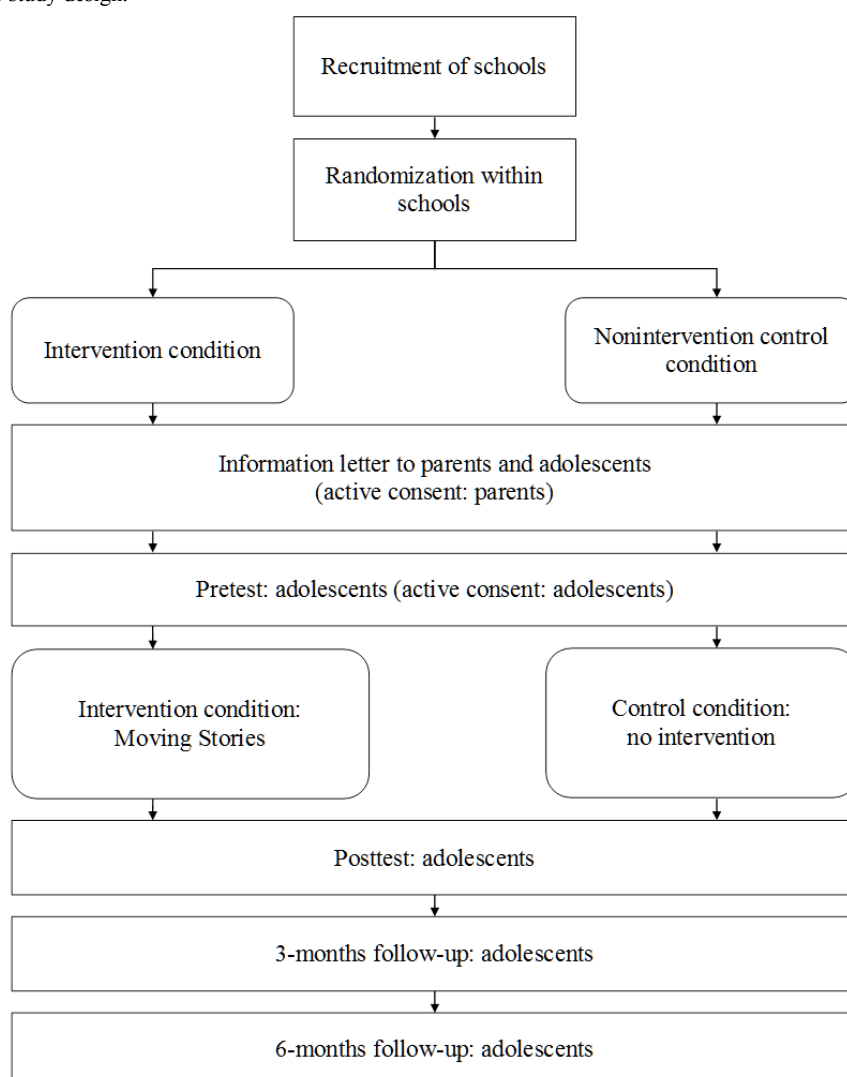 study design.
Recruitment of schools
Randomization within
schools
Intervention condition
Nonintervention control
condition
Information letter to parents and adolescents
(active consent: parents)
Pretest: adolescents (active consent: adolescents)
Intervention condition:
Moving Stories
Control condition:
no intervention
Posttest: adolescents
3-months follow-up: adolescents
6-months follow-up: adolescents